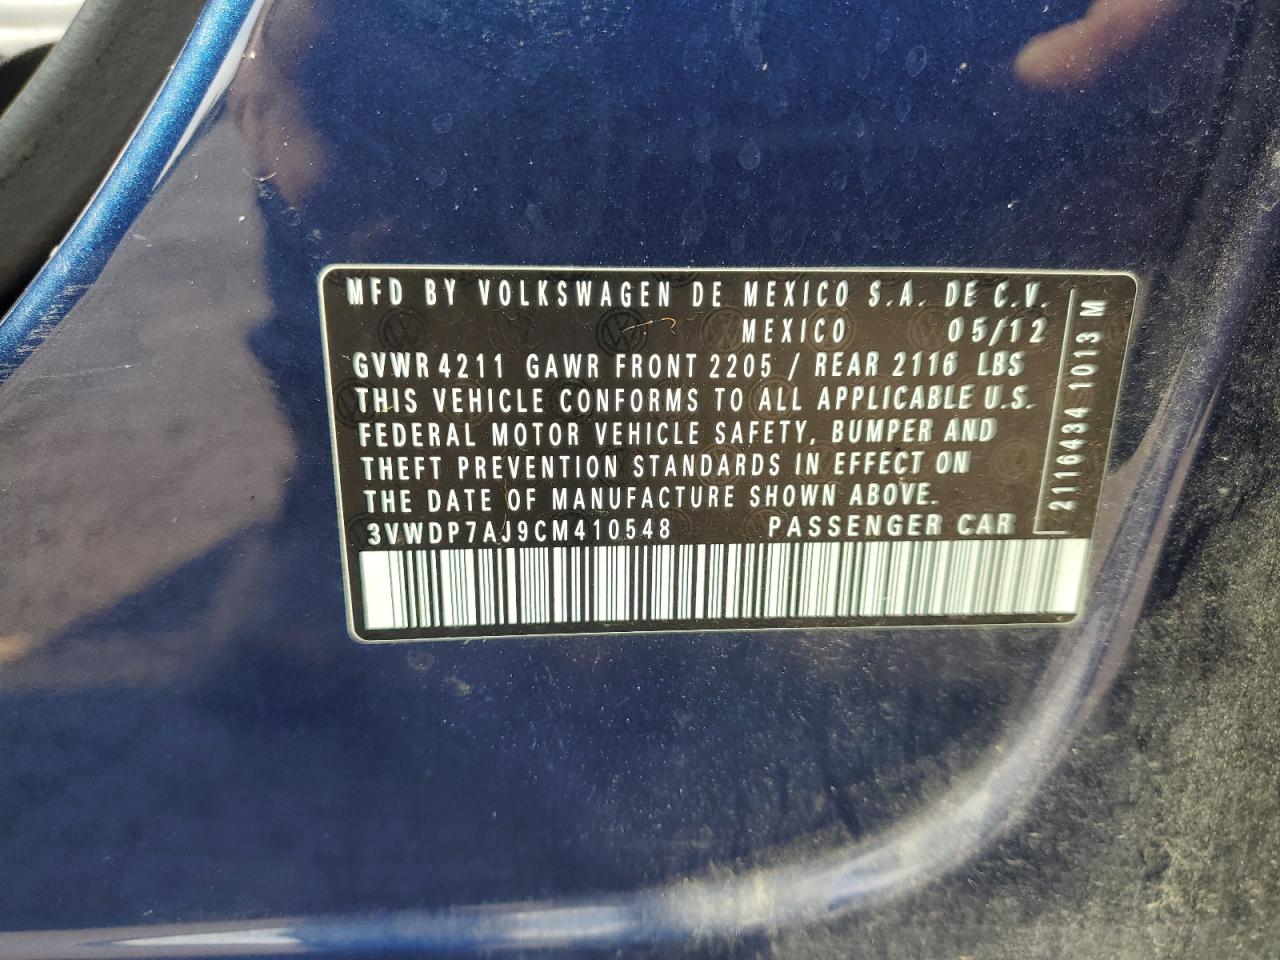 MFD BY VOLKSWAGEN DE MEXICO S.A. DE C.V.
MEXICO 05/12
GVWR 4211 GAWR FRONT 2205 / REAR 2116 LBS
THIS VEHICLE CONFORMS TO ALL APPLICABLE U.S.
FEDERAL MOTOR VEHICLE SAFETY, BUMPER AND
THEFT PREVENTION STANDARDS IN EFFECT ON
THE DATE OF MANUFACTURE SHOWN ABOVE.
3VWDP7AJ9CM410548 PASSENGER CAR
2116434 1013 M